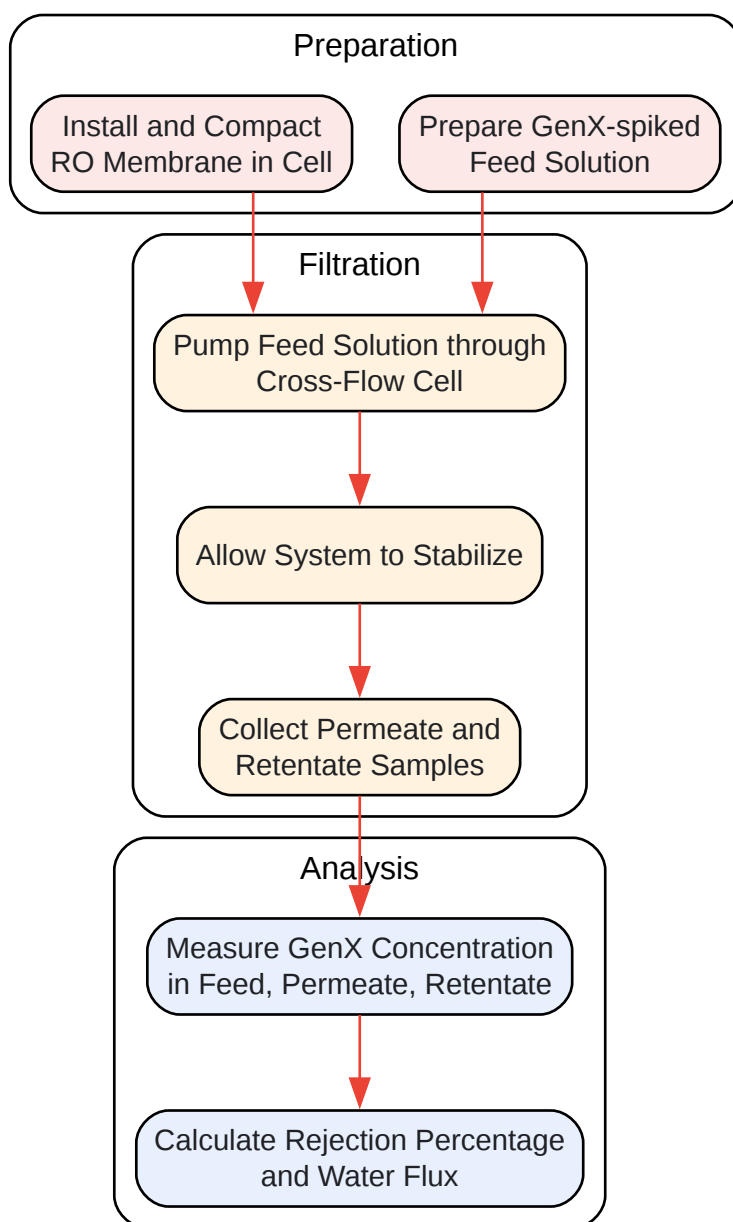 Preparation
Install and Compact
RO Membrane in Cell
Prepare GenX-spiked
Feed Solution
Filtration
Pump Feed Solution through
Cross-Flow Cell
Allow System to Stabilize
Collect Permeate and
Retentate Samples
Analysis
Measure GenX Concentration
in Feed, Permeate, Retentate
Calculate Rejection Percentage
and Water Flux